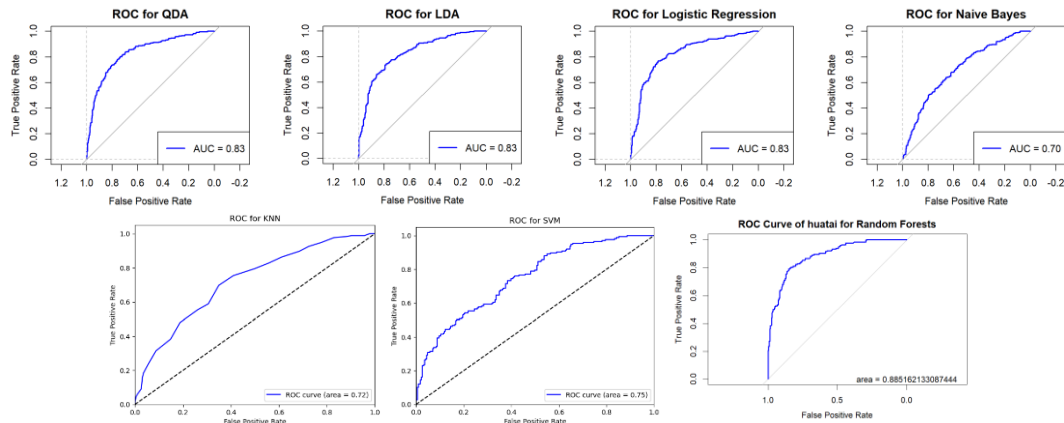 ROC for QDA
True Positive Rate
1.0
0.8
0.6
0.4
0.2
0.0
AUC = 0.83
1.2 1.0 0.8 0.6 0.4 0.2 0.0 -0.2
False Positive Rate
ROC for LDA
True Positive Rate
1.0
0.8
0.6
0.4
0.2
0.0
AUC = 0.83
1.2 1.0 0.8 0.6 0.4 0.2 0.0 -0.2
False Positive Rate
ROC for Logistic Regression
True Positive Rate
1.0
0.8
0.6
0.4
0.2
0.0
AUC = 0.83
1.2 1.0 0.8 0.6 0.4 0.2 0.0 -0.2
False Positive Rate
ROC for Naive Bayes
True Positive Rate
1.0
0.8
0.6
0.4
0.2
0.0
AUC = 0.70
1.2 1.0 0.8 0.6 0.4 0.2 0.0 -0.2
False Positive Rate
ROC for KNN
True Positive Rate
1.0
0.8
0.6
0.4
0.2
0.0
ROC curve (area = 0.72)
0.0 0.2 0.4 0.6 0.8 1.0
False Positive Rate
ROC for SVM
True Positive Rate
1.0
0.8
0.6
0.4
0.2
0.0
ROC curve (area = 0.75)
0.0 0.2 0.4 0.6 0.8 1.0
False Positive Rate
ROC Curve of huatai for Random Forests
True Positive Rate
1.0
0.8
0.6
0.4
0.2
0.0
area = 0.885162133087444
1.0 0.5 0.0
False Positive Rate